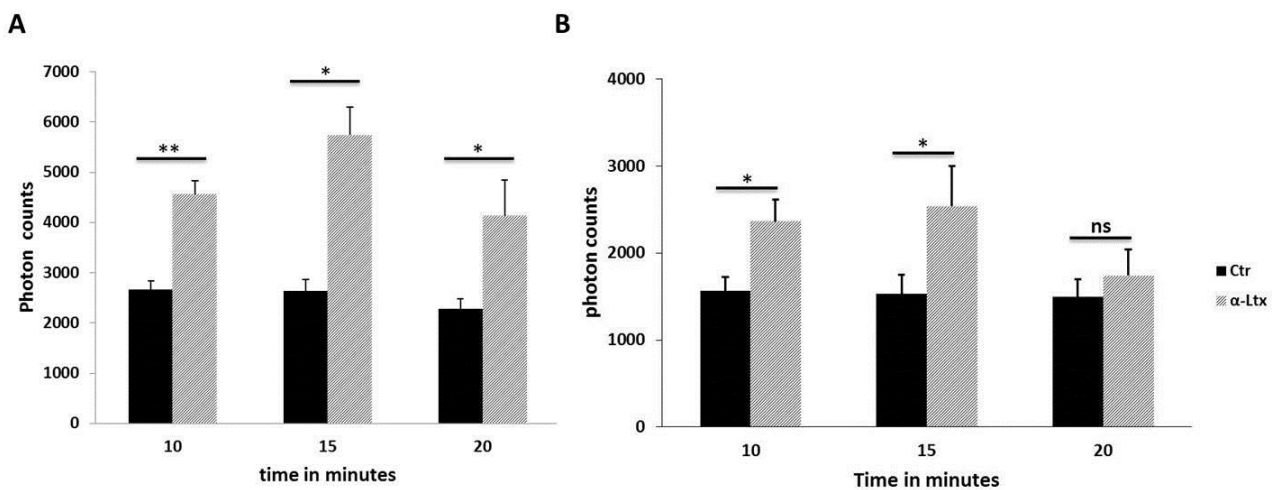 A
7000
6000
5000
4000
3000
2000
1000
0
Photon counts
**
*
*
10
15
20
time in minutes
B
4000
3000
2000
1000
0
photon counts
*
*
ns
10
15
20
Time in minutes
Ctr
α-Ltx